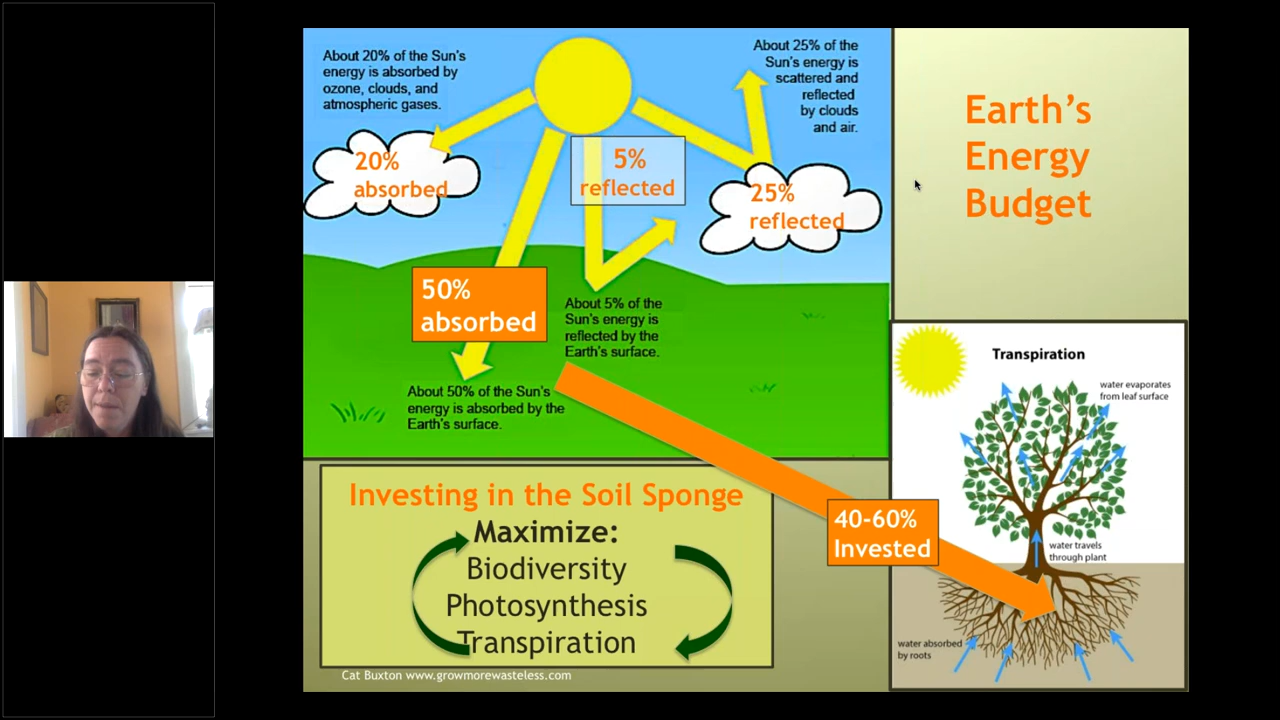 About 20% of the Sun's
energy is absorbed by
ozone, clouds, and
atmospheric gases.
20%
absorbed
5%
reflected
About 25% of the
Sun's energy is
scattered and
reflected
by clouds
and air.
25%
reflected
50%
absorbed
About 5% of the
Sun's energy is
reflected by the
Earth's surface.
About 50% of the Sun's
energy is absorbed by the
Earth's surface.
Earth's
Energy
Budget
Investing in the Soil Sponge
Maximize:
Biodiversity
Photosynthesis
Transpiration
40-60%
Invested
Transpiration
water evaporates
from leaf surface
water travels
through plant
water absorbed
by roots
Cat Buxton www.growmorewasteless.com